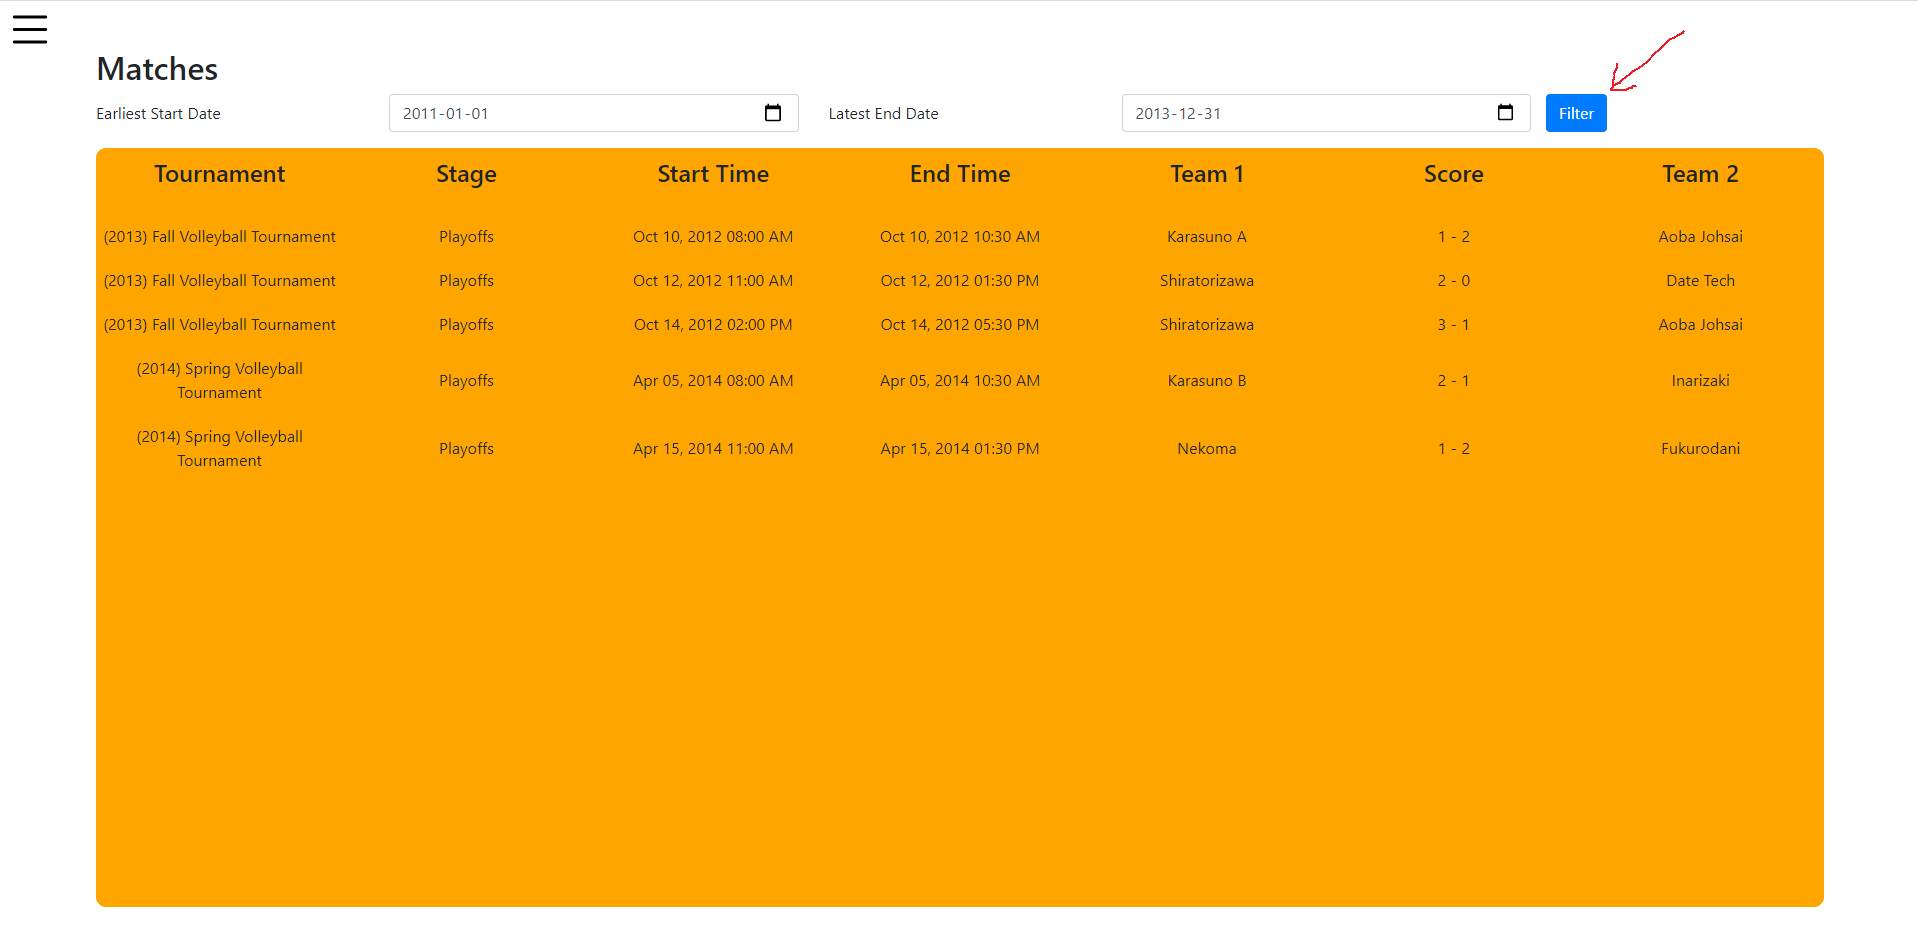 Matches
Earliest Start Date 2011-01-01 Latest End Date 2013-12-31 Filter
Tournament Stage Start Time End Time Team 1 Score Team 2
(2013) Fall Volleyball Tournament Playoffs Oct 10, 2012 08:00 AM Oct 10, 2012 10:30 AM Karasuno A 1 - 2 Aoba Johsai
(2013) Fall Volleyball Tournament Playoffs Oct 12, 2012 11:00 AM Oct 12, 2012 01:30 PM Shiratorizawa 2 - 0 Date Tech
(2013) Fall Volleyball Tournament Playoffs Oct 14, 2012 02:00 PM Oct 14, 2012 05:30 PM Shiratorizawa 3 - 1 Aoba Johsai
(2014) Spring Volleyball
Tournament Playoffs Apr 05, 2014 08:00 AM Apr 05, 2014 10:30 AM Karasuno B 2 - 1 Inarizaki
(2014) Spring Volleyball
Tournament Playoffs Apr 15, 2014 11:00 AM Apr 15, 2014 01:30 PM Nekoma 1 - 2 Fukurodani